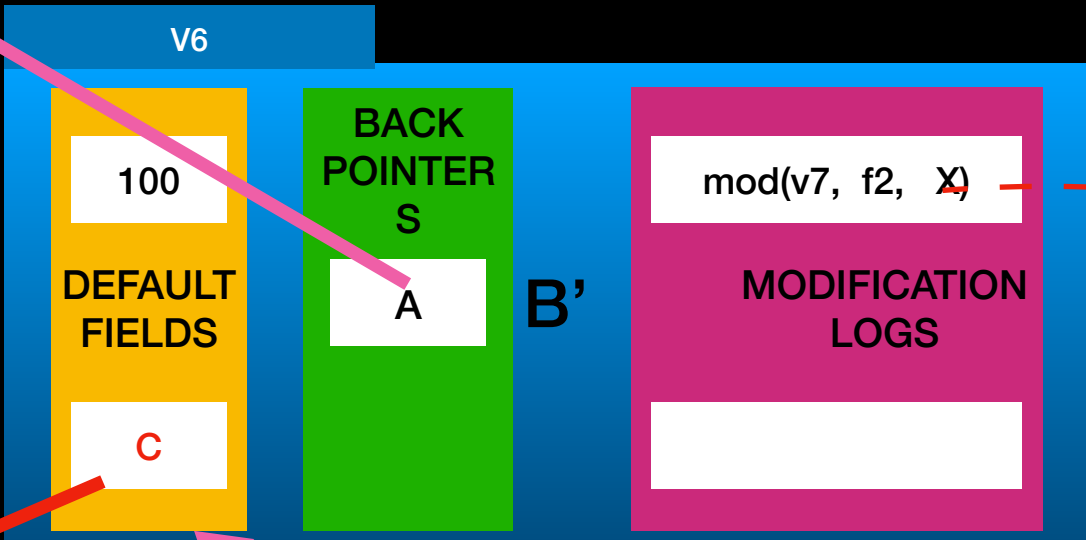 V6
100
DEFAULT
FIELDS
C
BACK
POINTER
S
A
B’
mod(v7, f2, X)
MODIFICATION
LOGS